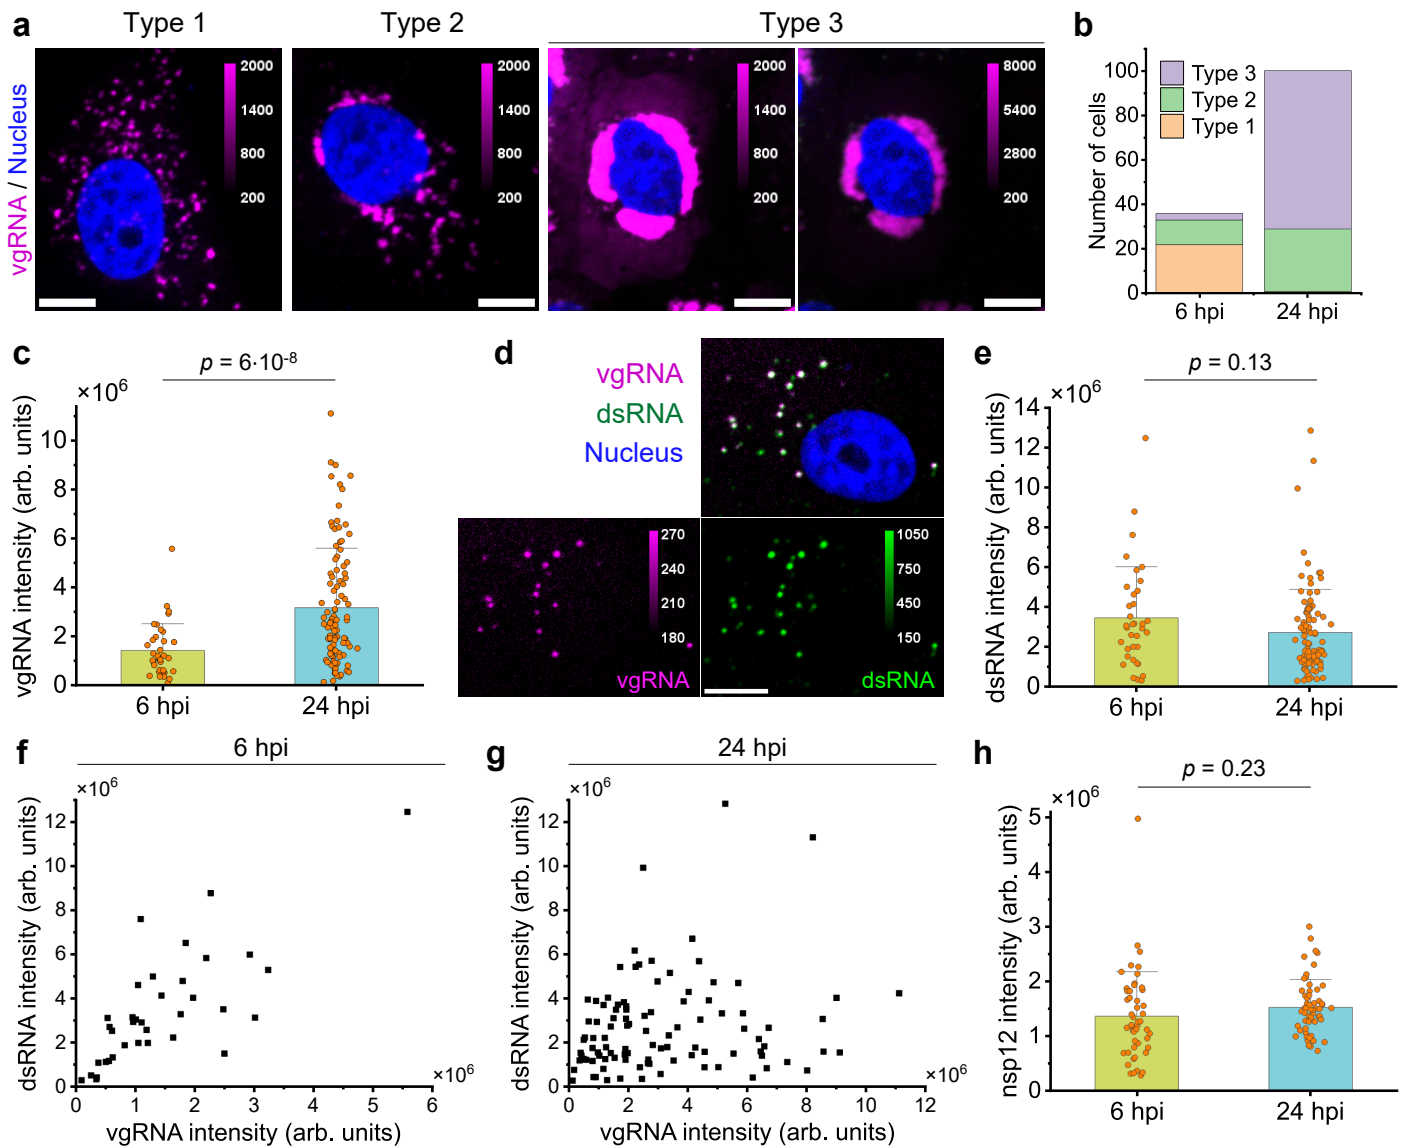 a
Type 1
Type 2
Type 3
vgRNA / Nucleus
2000
1400
800
200
2000
1400
800
200
2000
1400
800
200
8000
5400
2800
200
b
Number of cells
100
80
60
40
20
0
Type 3
Type 2
Type 1
6 hpi
24 hpi
c
p = 6·10-8
×10⁶
vgRNA intensity (arb. units)
10
8
6
4
2
0
6 hpi
24 hpi
d
vgRNA
dsRNA
Nucleus
270
240
210
180
vgRNA
1050
750
450
150
dsRNA
e
p = 0.13
×10⁶
dsRNA intensity (arb. units)
14
12
10
8
6
4
2
0
6 hpi
24 hpi
f
6 hpi
×10⁶
dsRNA intensity (arb. units)
12
10
8
6
4
2
0
0 1 2 3 4 5 6
×10⁶
vgRNA intensity (arb. units)
g
24 hpi
×10⁶
dsRNA intensity (arb. units)
12
10
8
6
4
2
0
0 2 4 6 8 10 12
×10⁶
vgRNA intensity (arb. units)
h
p = 0.23
×10⁶
nsp12 intensity (arb. units)
5
4
3
2
1
0
6 hpi
24 hpi